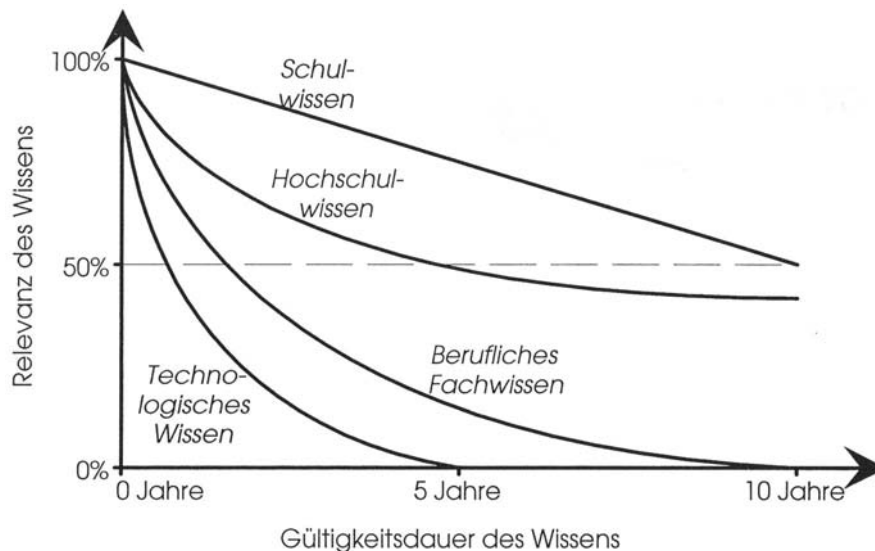 100%
Schul-
wissen
Hochschul-
wissen
50%
Relevanz des Wissens
Berufliches
Fachwissen
Techno-
logisches
Wissen
0%
0 Jahre
5 Jahre
10 Jahre
Gültigkeitsdauer des Wissens